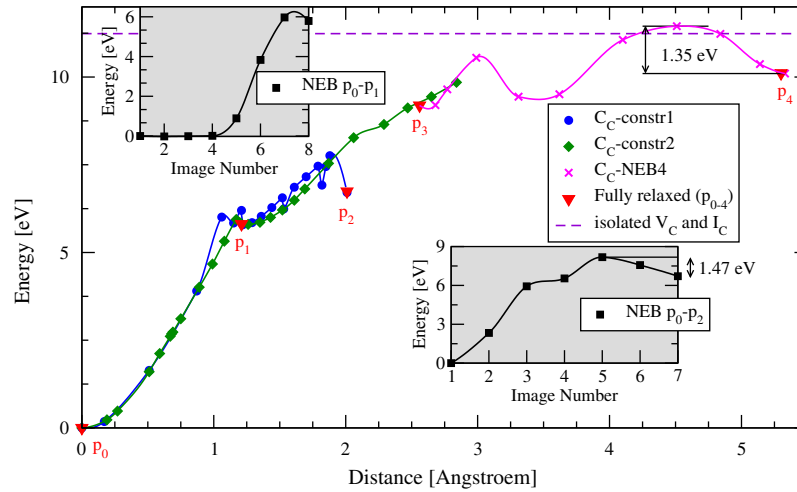 6
4
2
0
Energy [eV]
NEB p0-p1
2 4 6 8
Image Number
10
5
0
Energy [eV]
1.35 eV
p4
p3
p2
p1
p0
CC-constr1
CC-constr2
CC-NEB4
Fully relaxed (p0-4)
isolated VC and IC
9
6
3
0
Energy [eV]
1.47 eV
NEB p0-p2
1 2 3 4 5 6 7
Image Number
0 1 2 3 4 5
Distance [Angstroem]